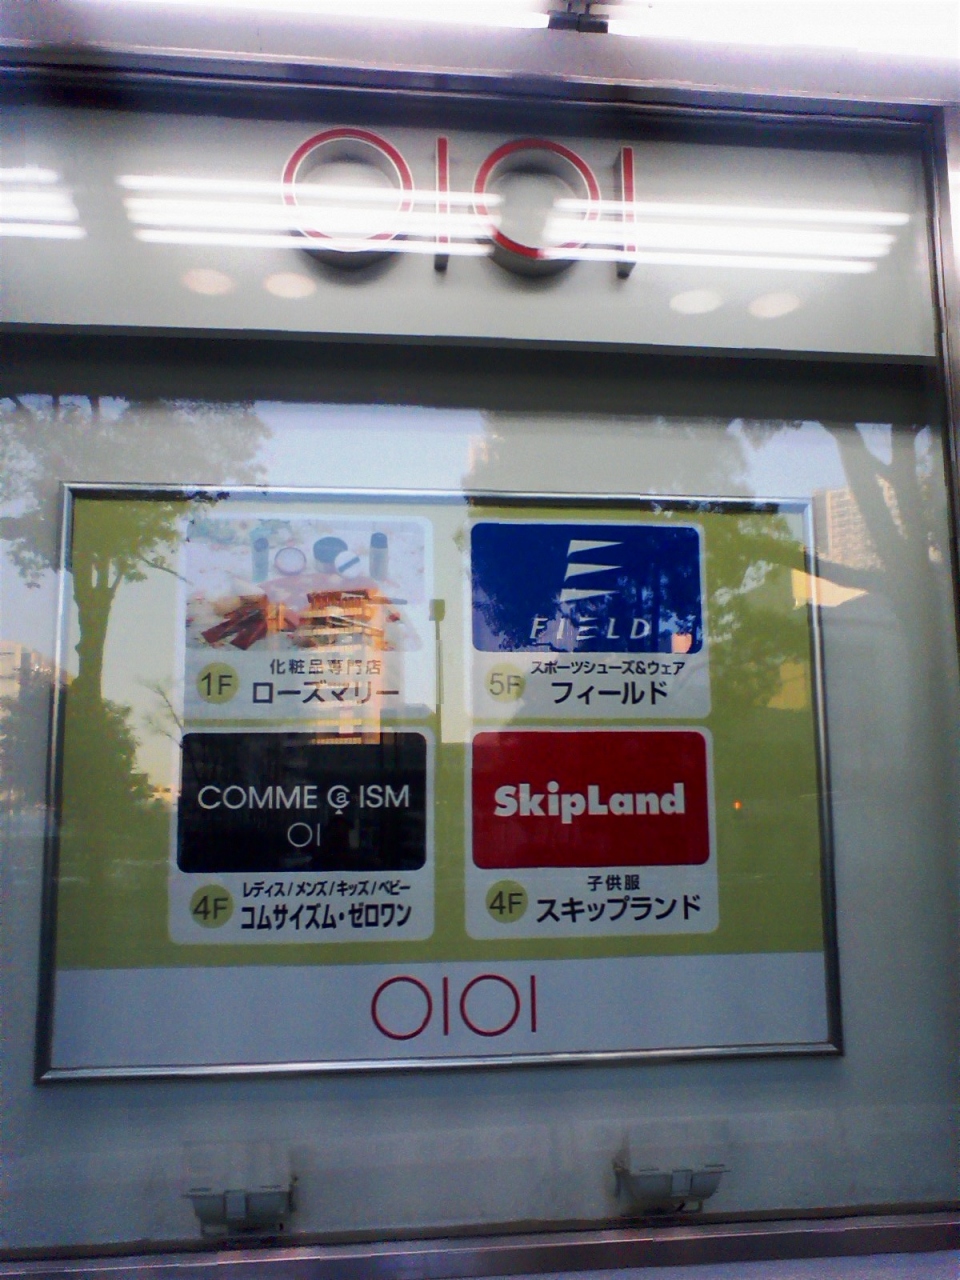 OIOI
1F
化粧品専門店
ローズマリー
FIELD
5F
スポーツシューズ&ウェア
フィールド
COMME Ça ISM
OI
4F
レディス/メンズ/キッズ/ベビー
コムサイズム・ゼロワン
SkipLand
4F
子供服
スキップランド
OIOI